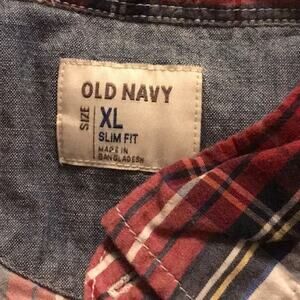 OLD NAVY
SIZE
XL
SLIM FIT
MADE IN
BANGLADESH